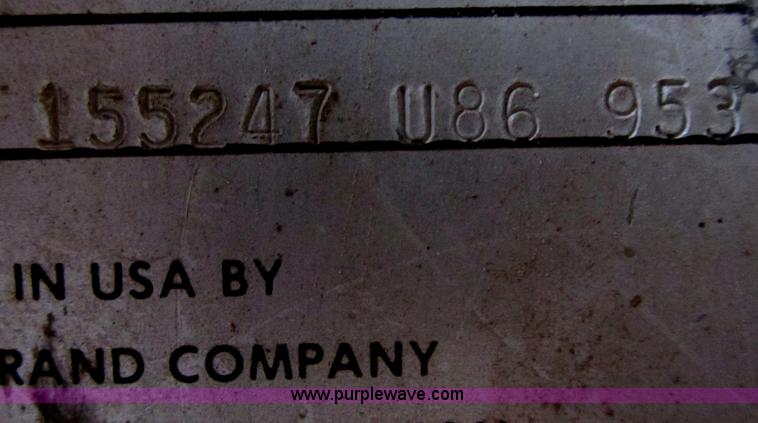 155247 U86 953
IN USA BY
RAND COMPANY
www.purplewave.com